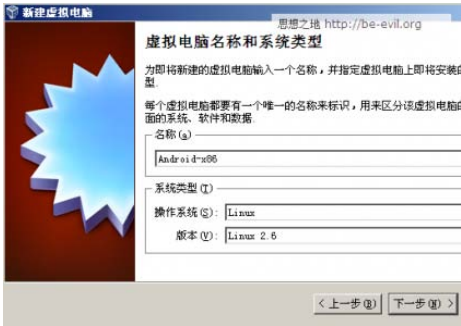 新建虚拟电脑
思想之地 http://be-evil.org
虚拟电脑名称和系统类型
为即将新建的虚拟电脑输入一个名称，并指定虚拟电脑上即将安装的
型.
每个虚拟电脑都要有一个唯一的名称来标识，用来区分该虚拟电脑的
面的系统、软件和数据.
名称(a)
Android-x86
系统类型(T)
操作系统(S): Linux
版本(V): Linux 2.6
< 上一步(B) 下一步(N) >